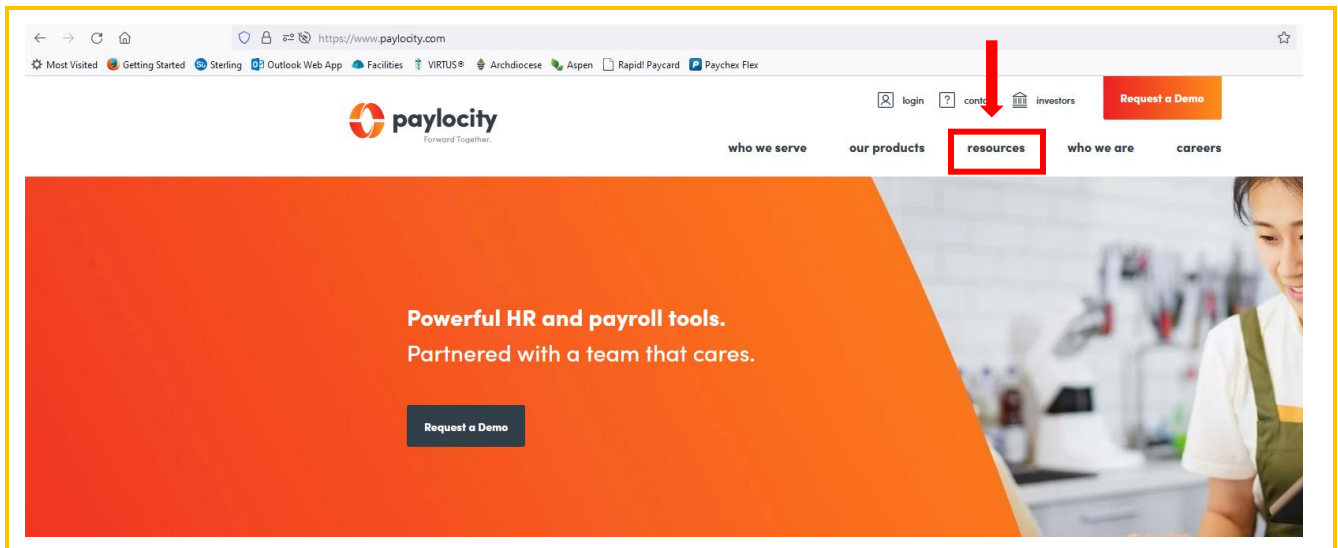 https://www.paylocity.com
Most Visited Getting Started Sterling Outlook Web App Facilities VIRTUS® Archdiocese Aspen Rapid! Paycard Paychex Flex
login ? investors Request a Demo
paylocity
Forward Together.
who we serve our products resources who we are careers
Powerful HR and payroll tools.
Partnered with a team that cares.
Request a Demo